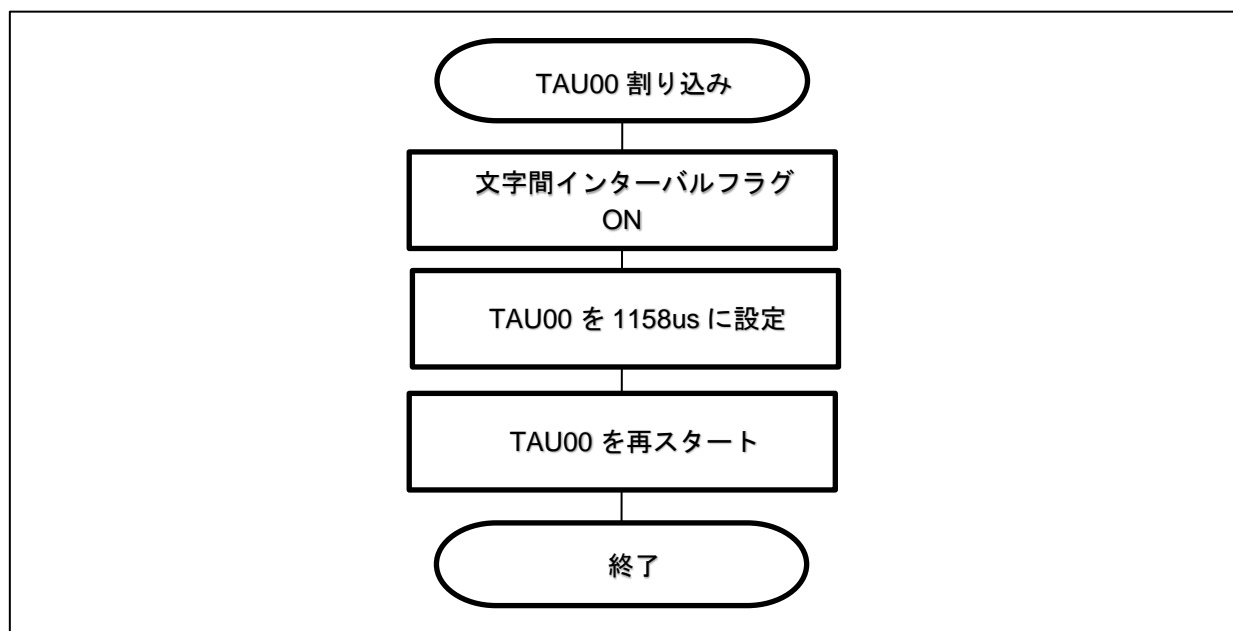 TAU00 割り込み
文字間インターバルフラグ
ON
TAU00 を 1158us に設定
TAU00 を再スタート
終了